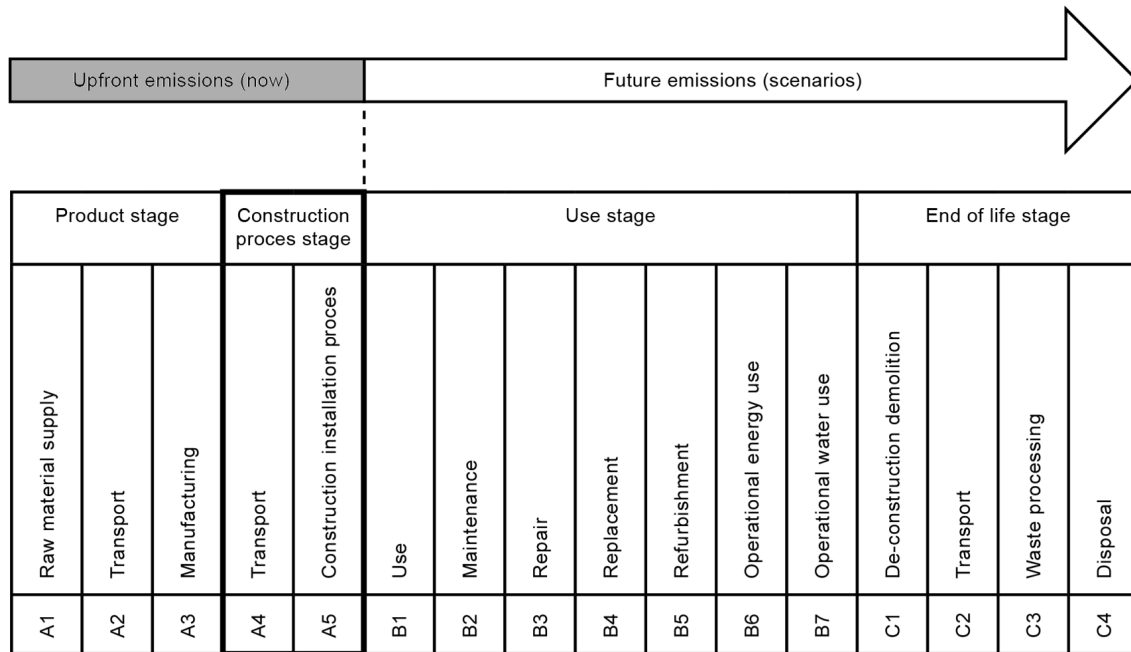 Upfront emissions (now)
Future emissions (scenarios)
Product stage
Construction
proces stage
Use stage
End of life stage
Raw material supply
Transport
Manufacturing
Transport
Construction installation proces
Use
Maintenance
Repair
Replacement
Refurbishment
Operational energy use
Operational water use
De-construction demolition
Transport
Waste processing
Disposal
A1
A2
A3
A4
A5
B1
B2
B3
B4
B5
B6
B7
C1
C2
C3
C4